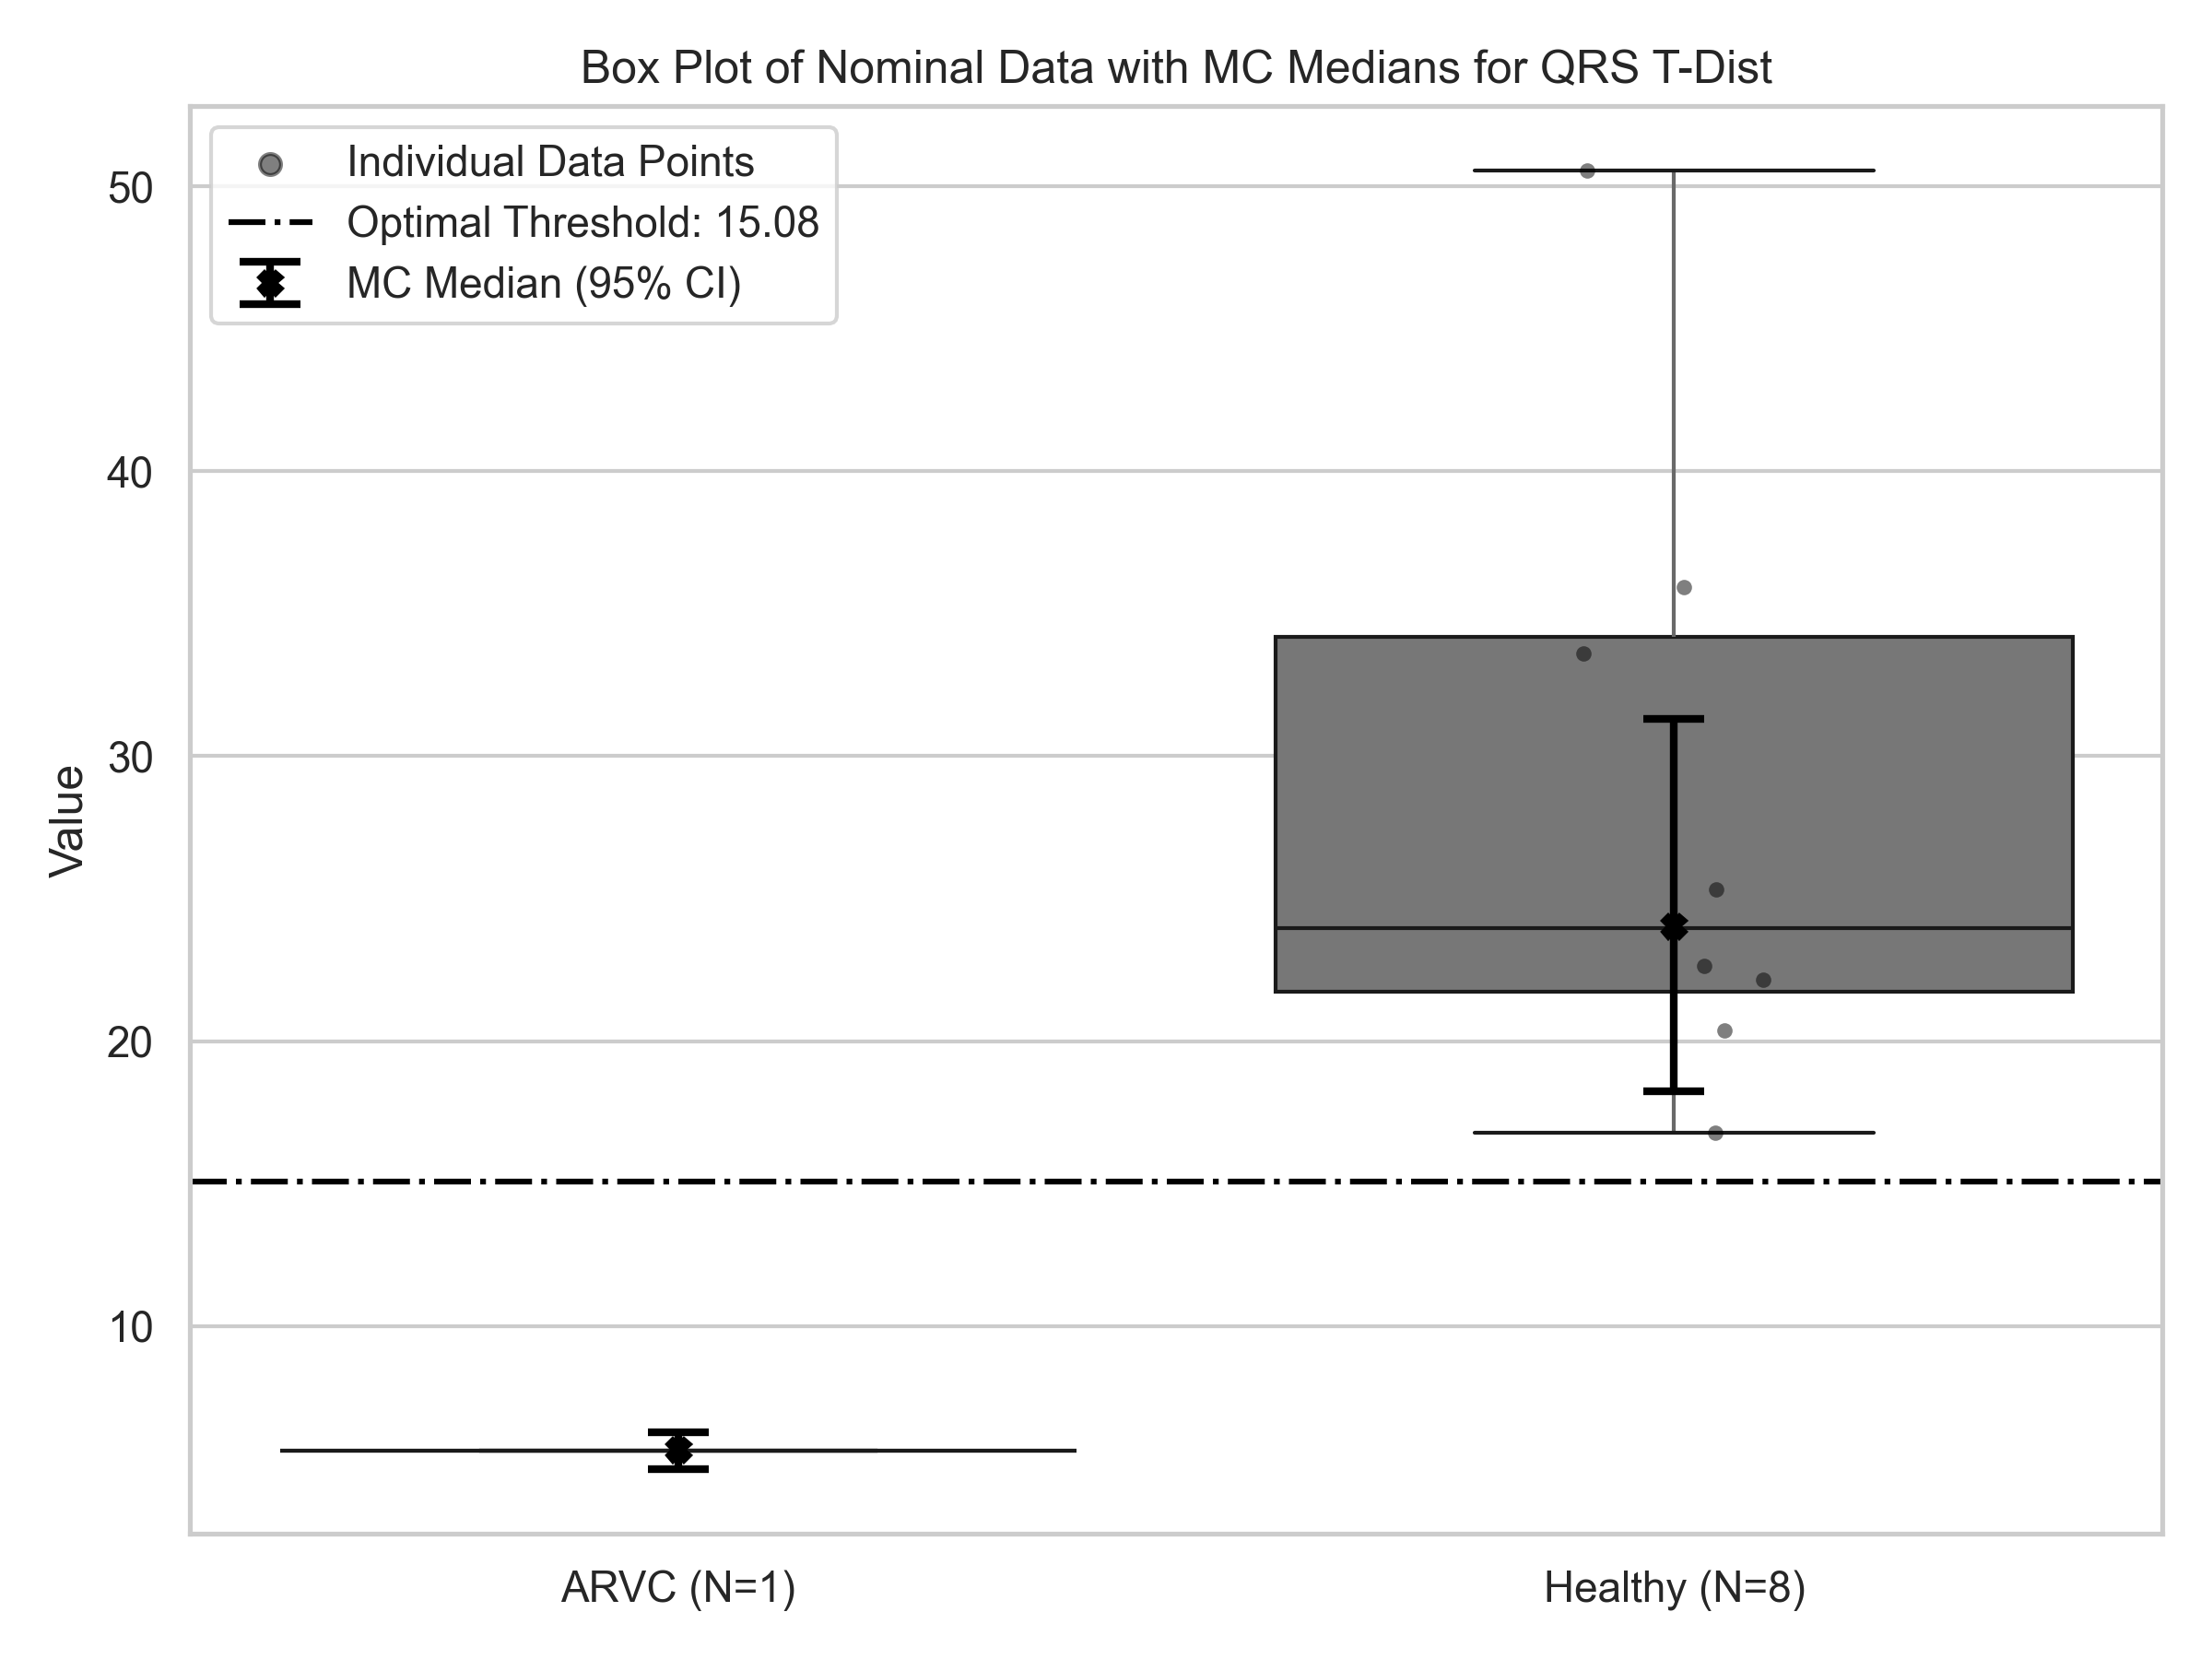 Box Plot of Nominal Data with MC Medians for QRS T-Dist
Individual Data Points
Optimal Threshold: 15.08
MC Median (95% CI)
50
40
30
20
10
Value
ARVC (N=1)
Healthy (N=8)